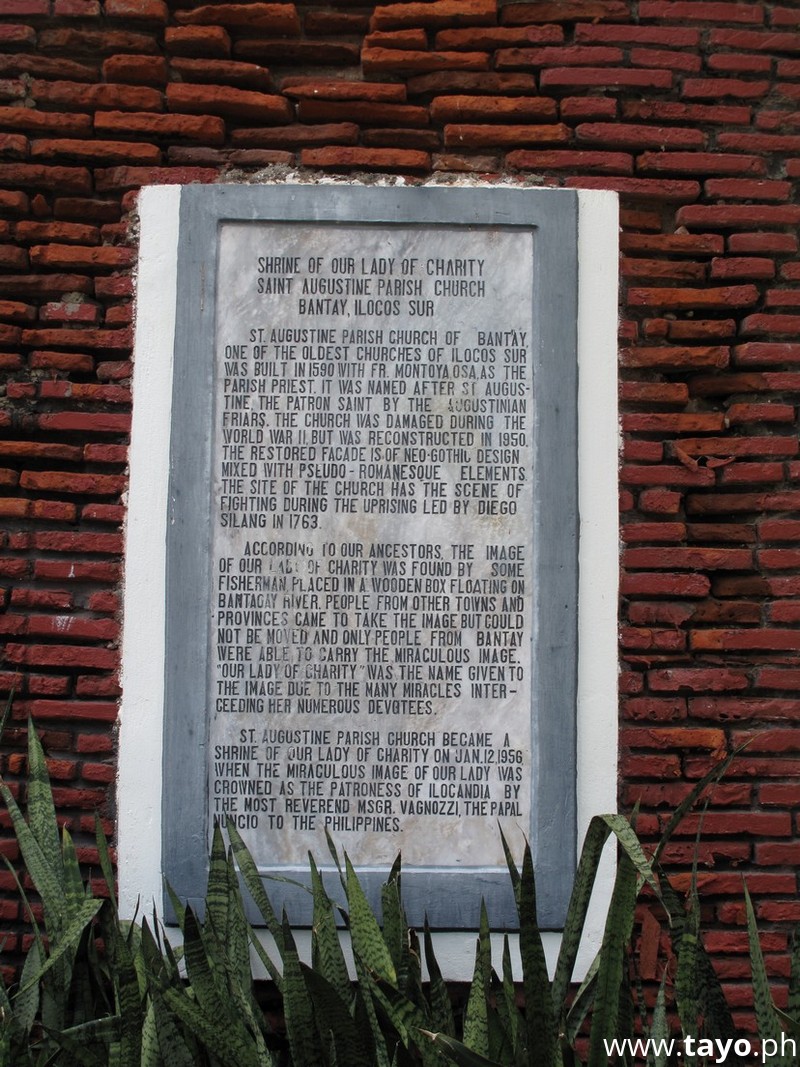 SHRINE OF OUR LADY OF CHARITY
SAINT AUGUSTINE PARISH CHURCH
BANTAY, ILOCOS SUR
ST. AUGUSTINE PARISH CHURCH OF BANTAY,
ONE OF THE OLDEST CHURCHES OF ILOCOS SUR
WAS BUILT IN 1590 WITH FR. MONTOYA,OSA, AS THE
PARISH PRIEST. IT WAS NAMED AFTER ST AUGUS-
TINE, THE PATRON SAINT BY THE AUGUSTINIAN
FRIARS. THE CHURCH WAS DAMAGED DURING THE
WORLD WAR II, BUT WAS RECONSTRUCTED IN 1950.
THE RESTORED FACADE IS OF NEO-GOTHIC DESIGN
MIXED WITH PSEUDO-ROMANESQUE ELEMENTS.
THE SITE OF THE CHURCH HAS THE SCENE OF
FIGHTING DURING THE UPRISING LED BY DIEGO
SILANG IN 1763.
ACCORDING TO OUR ANCESTORS, THE IMAGE
OF OUR LADY OF CHARITY WAS FOUND BY SOME
FISHERMAN, PLACED IN A WOODEN BOX FLOATING ON
BANTAOAY RIVER. PEOPLE FROM OTHER TOWNS AND
PROVINCES CAME TO TAKE THE IMAGE BUT COULD
NOT BE MOVED AND ONLY PEOPLE FROM BANTAY
WERE ABLE TO CARRY THE MIRACULOUS IMAGE.
"OUR LADY OF CHARITY" WAS THE NAME GIVEN TO
THE IMAGE DUE TO THE MANY MIRACLES INTER-
CEEDING HER NUMEROUS DEVOTEES.
ST. AUGUSTINE PARISH CHURCH BECAME A
SHRINE OF OUR LADY OF CHARITY ON JAN.12,1956
WHEN THE MIRACULOUS IMAGE OF OUR LADY WAS
CROWNED AS THE PATRONESS OF ILOCANDIA BY
THE MOST REVEREND MSGR. VAGNOZZI, THE PAPAL
NUNCIO TO THE PHILIPPINES.
www.tayo.ph